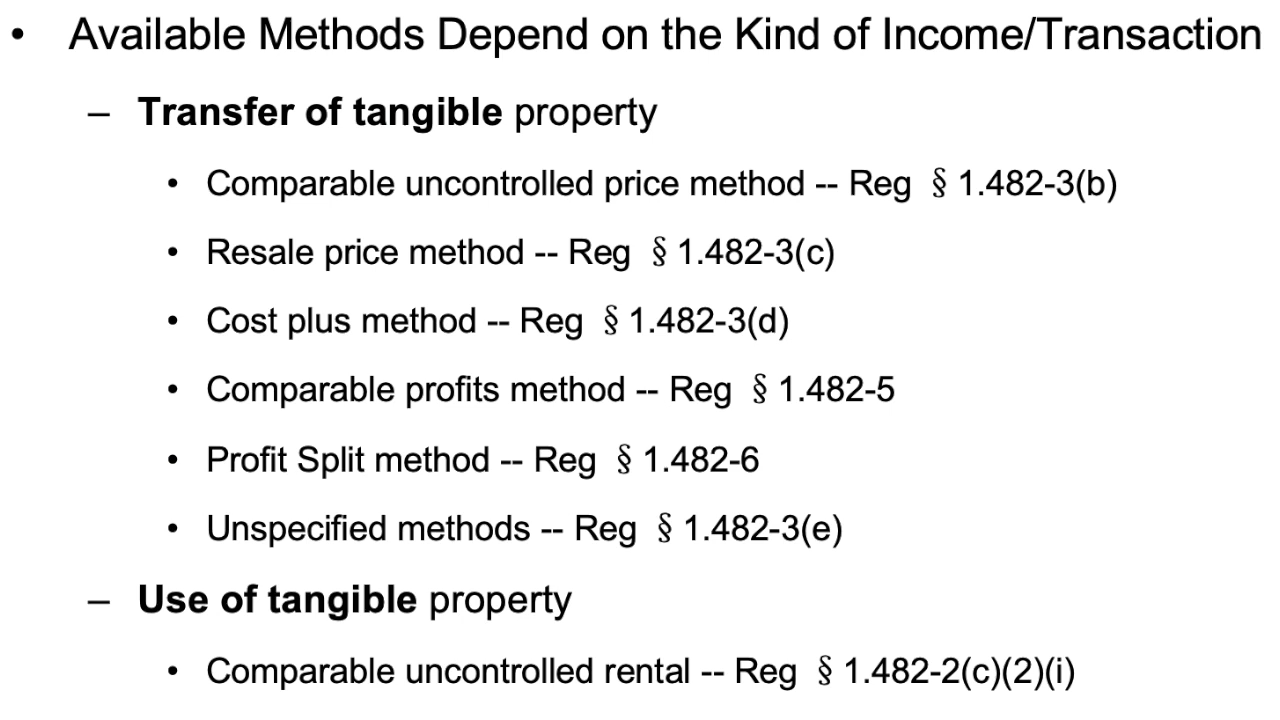 • Available Methods Depend on the Kind of Income/Transaction
– Transfer of tangible property
• Comparable uncontrolled price method -- Reg § 1.482-3(b)
• Resale price method -- Reg § 1.482-3(c)
• Cost plus method -- Reg § 1.482-3(d)
• Comparable profits method -- Reg § 1.482-5
• Profit Split method -- Reg § 1.482-6
• Unspecified methods -- Reg § 1.482-3(e)
– Use of tangible property
• Comparable uncontrolled rental -- Reg § 1.482-2(c)(2)(i)